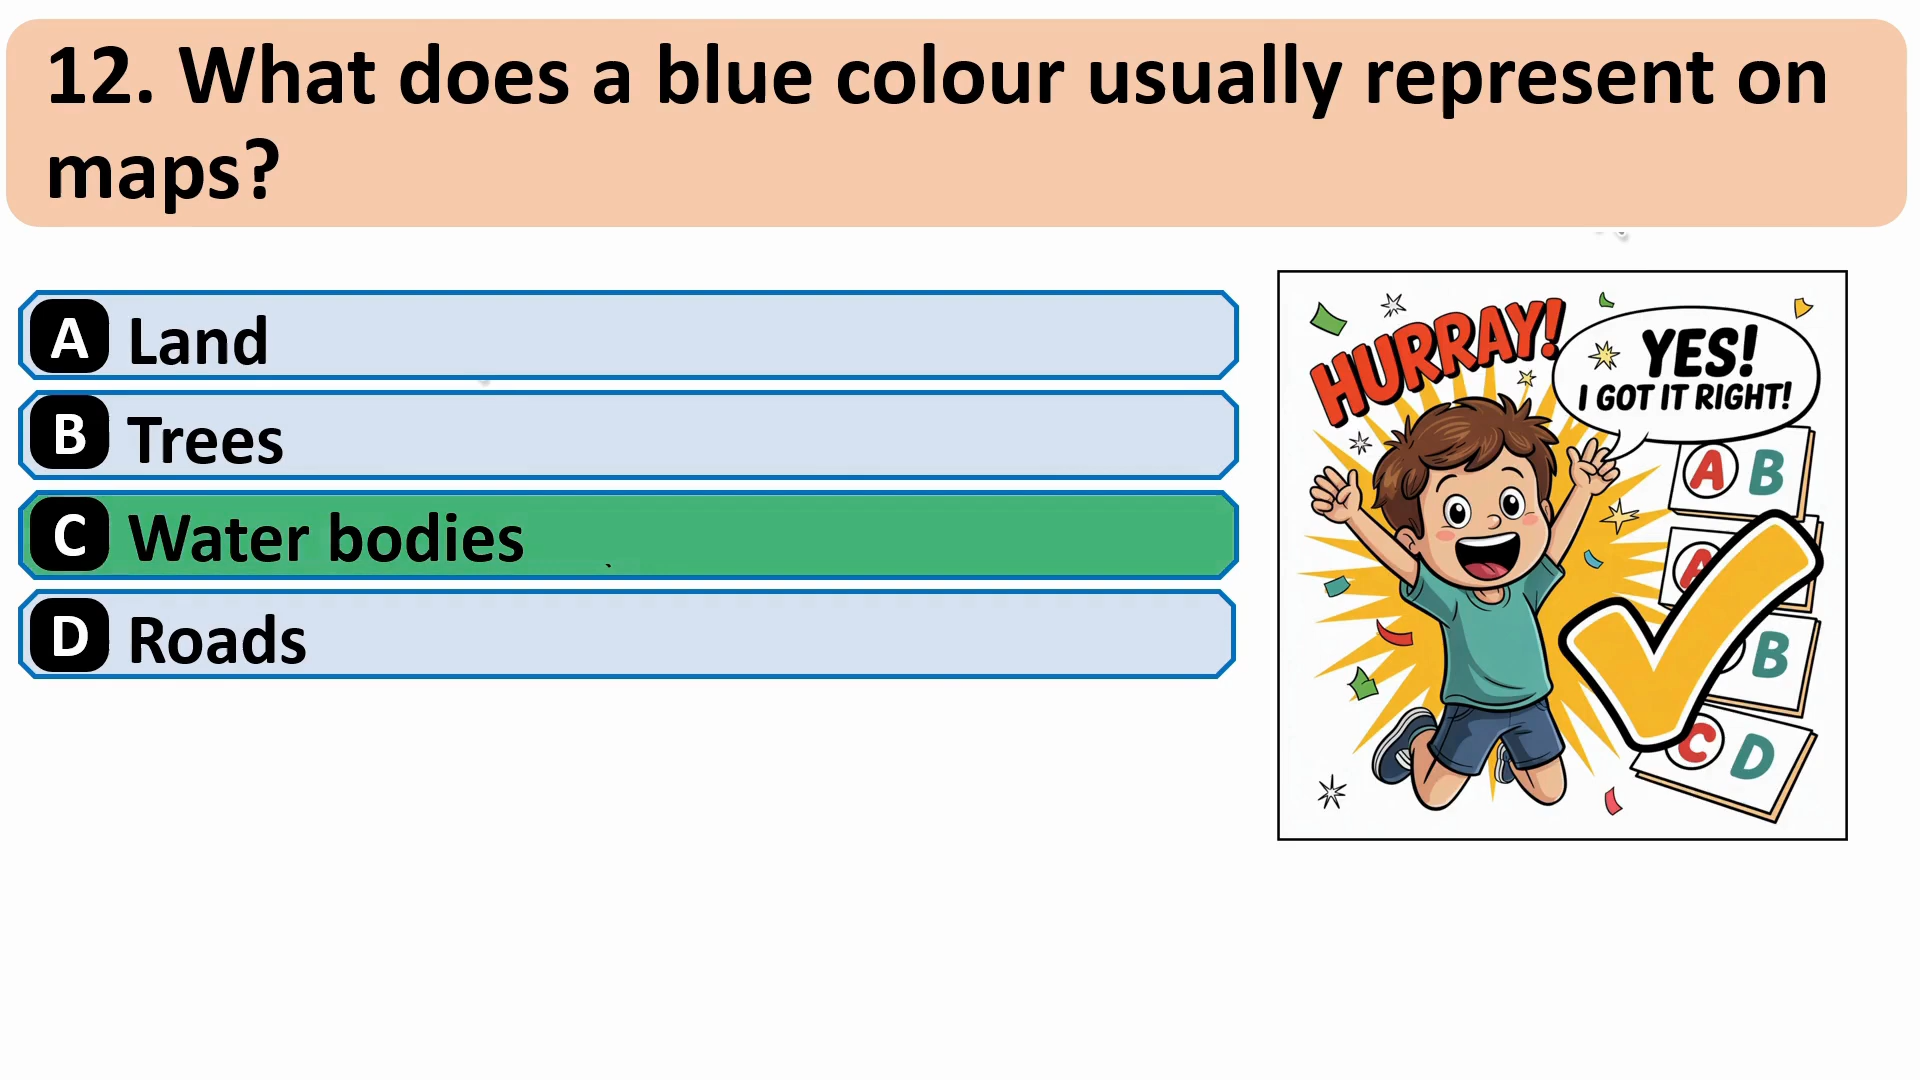 12. What does a blue colour usually represent on
maps?
A Land
B Trees
C Water bodies
D Roads
HURRAY!
YES!
I GOT IT RIGHT!
A B
A
B
C D